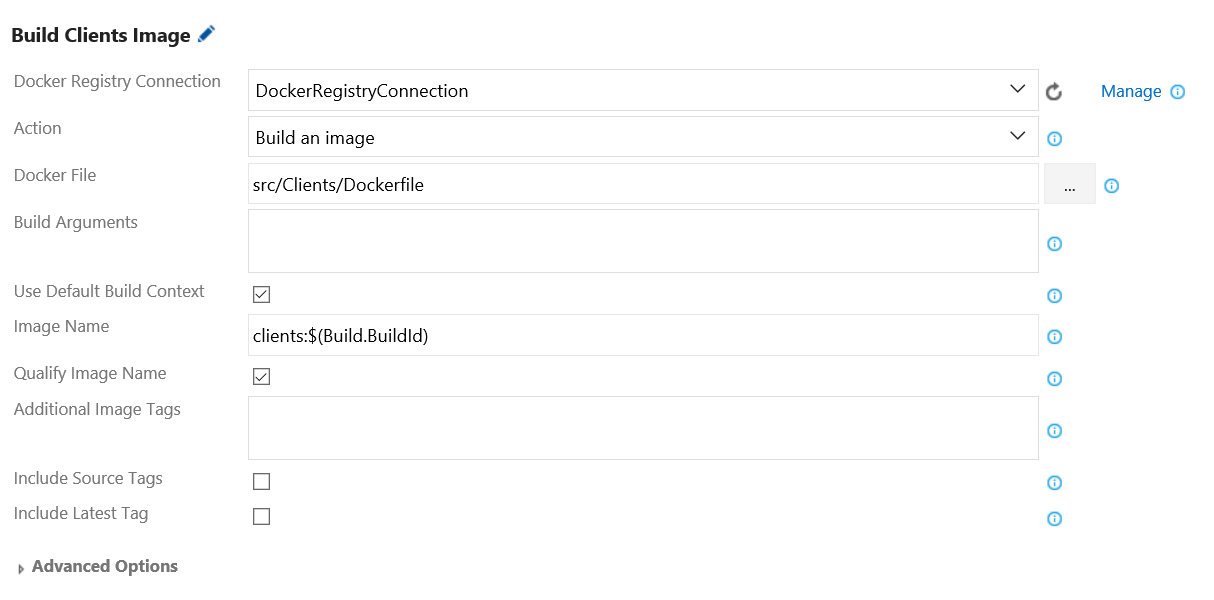 Build Clients Image
Docker Registry Connection
DockerRegistryConnection
Manage
Action
Build an image
Docker File
src/Clients/Dockerfile
...
Build Arguments
Use Default Build Context
Image Name
clients:$(Build.BuildId)
Qualify Image Name
Additional Image Tags
Include Source Tags
Include Latest Tag
Advanced Options